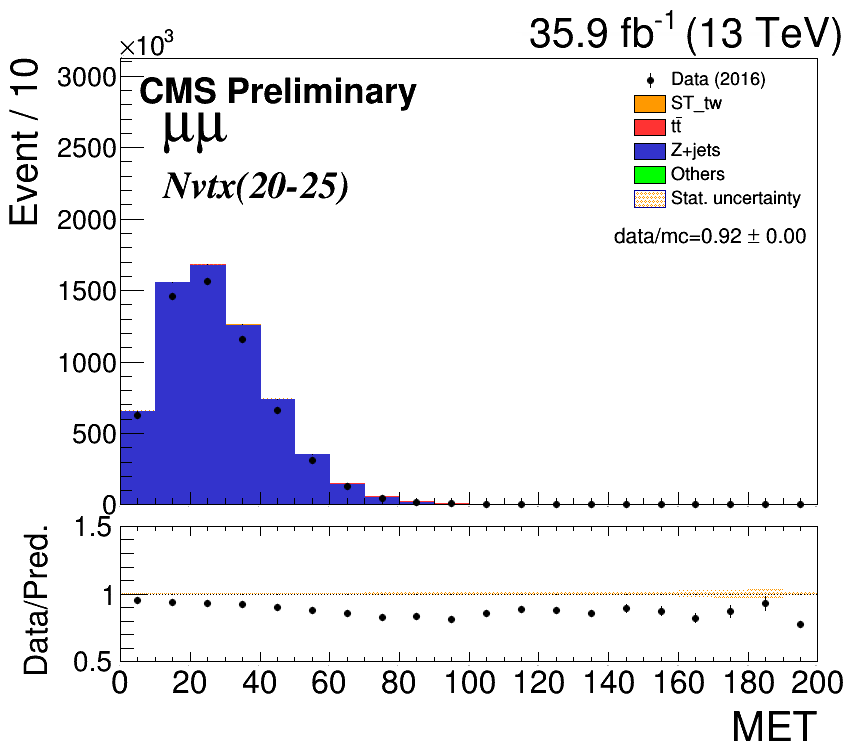 35.9 fb⁻¹ (13 TeV)
×10³
Event / 10
3000
2500
2000
1500
1000
500
0
CMS Preliminary
μμ
Nvtx(20-25)
Data (2016)
ST_tw
tt̄
Z+jets
Others
Stat. uncertainty
data/mc=0.92 ± 0.00
Data/Pred.
1.5
1
0.5
0 20 40 60 80 100 120 140 160 180 200
MET